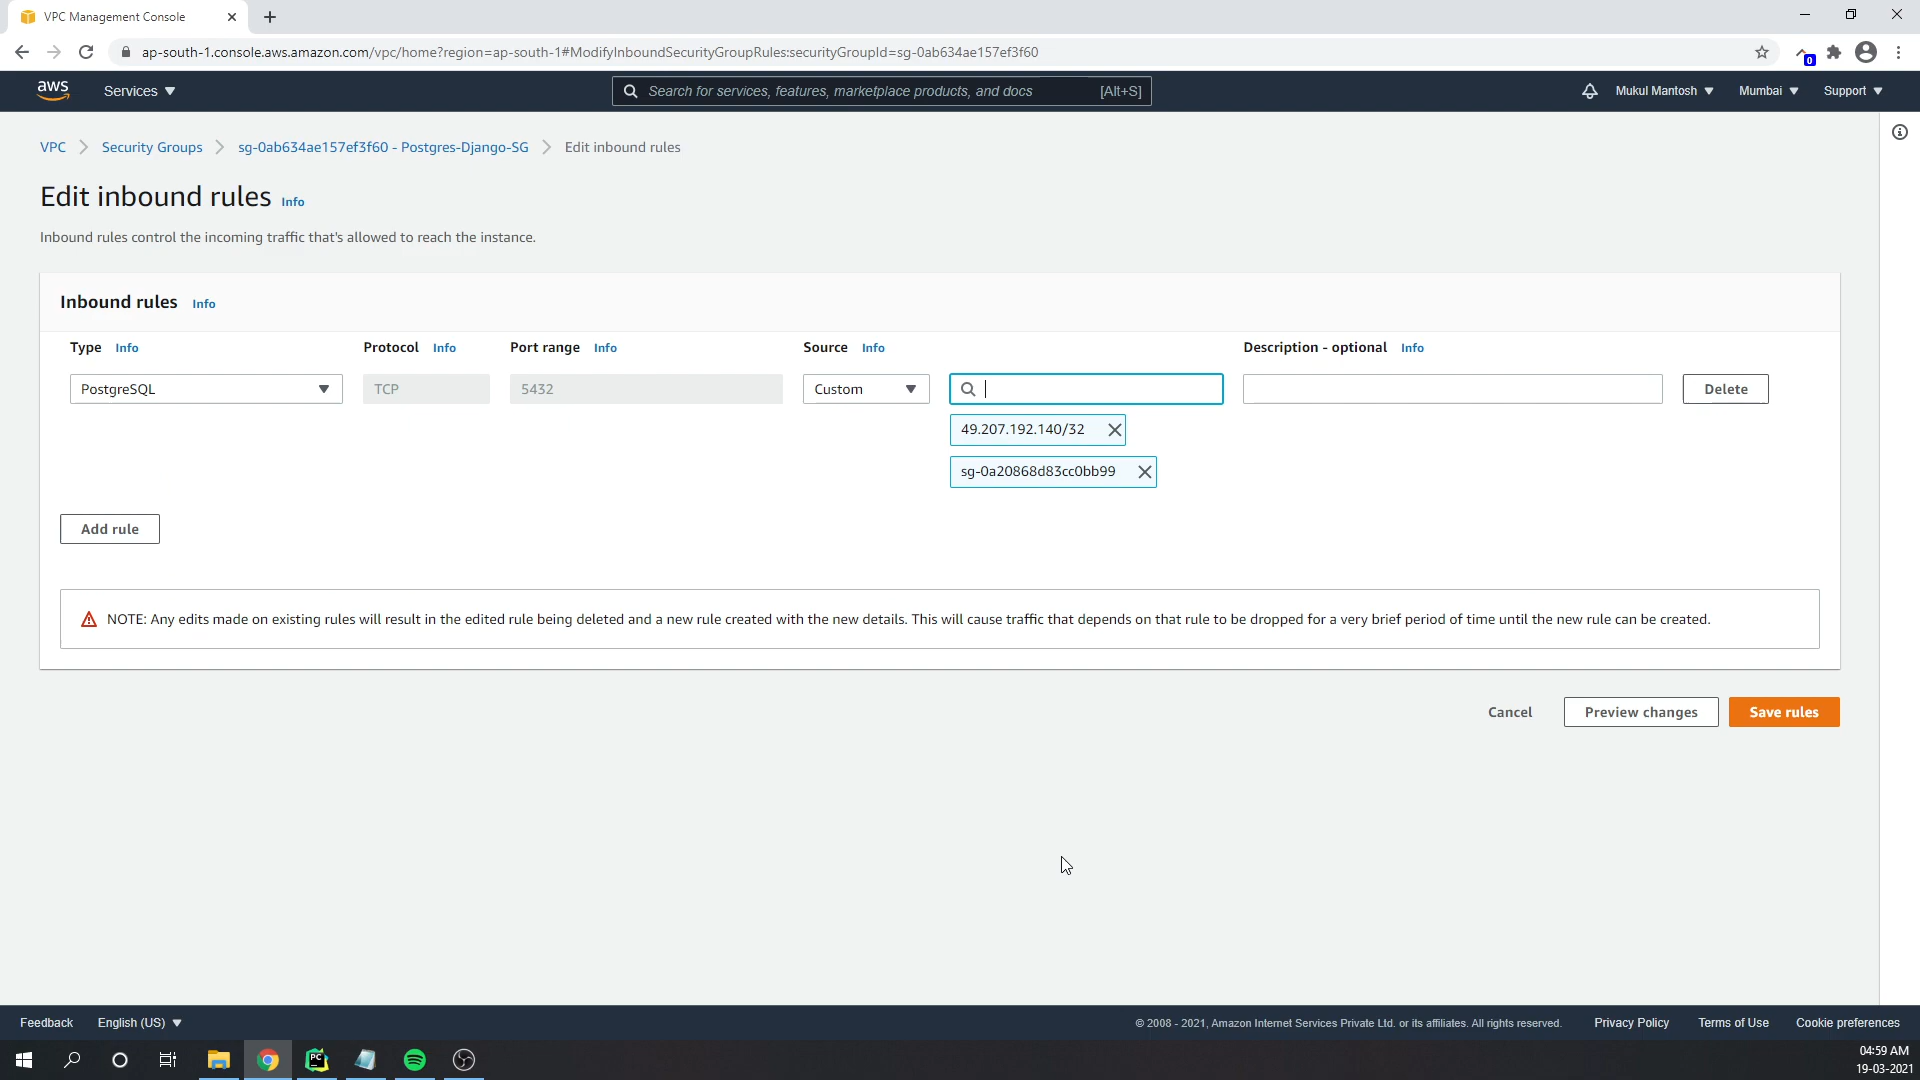 VPC Management Console
ap-south-1.console.aws.amazon.com/vpc/home?region=ap-south-1#ModifyInboundSecurityGroupRules:securityGroupId=sg-0ab634ae157ef3f60
0
aws
Services
Search for services, features, marketplace products, and docs [Alt+S]
Mukul Mantosh
Mumbai
Support
VPC > Security Groups > sg-0ab634ae157ef3f60 - Postgres-Django-SG > Edit inbound rules
Edit inbound rules Info
Inbound rules control the incoming traffic that's allowed to reach the instance.
Inbound rules Info
Type Info Protocol Info Port range Info Source Info Description - optional Info
PostgreSQL TCP 5432 Custom Delete
49.207.192.140/32
sg-0a20868d83cc0bb99
Add rule
NOTE: Any edits made on existing rules will result in the edited rule being deleted and a new rule created with the new details. This will cause traffic that depends on that rule to be dropped for a very brief period of time until the new rule can be created.
Cancel Preview changes Save rules
Feedback English (US) © 2008 - 2021, Amazon Internet Services Private Ltd. or its affiliates. All rights reserved. Privacy Policy Terms of Use Cookie preferences
PC
04:59 AM
19-03-2021